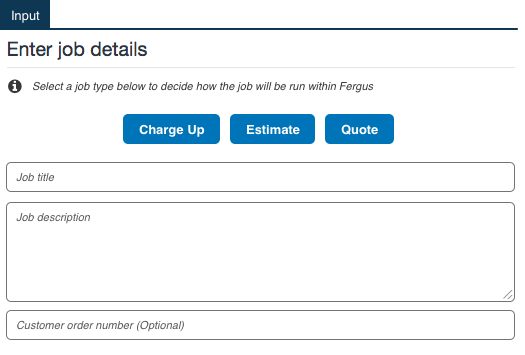 Input
Enter job details
Select a job type below to decide how the job will be run within Fergus
Charge Up Estimate Quote
Job title
Job description
Customer order number (Optional)